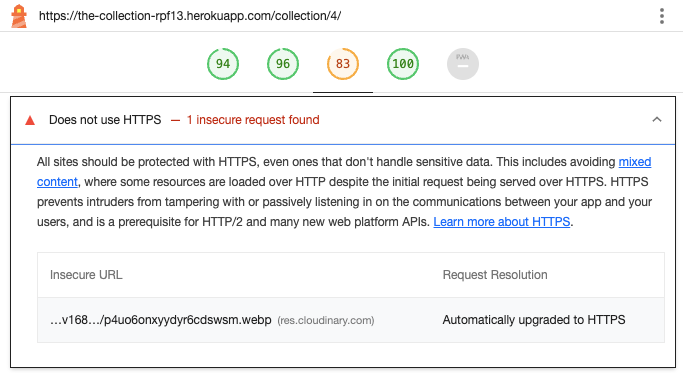 https://the-collection-rpf13.herokuapp.com/collection/4/
94 96 83 100 PWA
Does not use HTTPS — 1 insecure request found
All sites should be protected with HTTPS, even ones that don't handle sensitive data. This includes avoiding mixed
content, where some resources are loaded over HTTP despite the initial request being served over HTTPS. HTTPS
prevents intruders from tampering with or passively listening in on the communications between your app and your
users, and is a prerequisite for HTTP/2 and many new web platform APIs. Learn more about HTTPS.
Insecure URL Request Resolution
…v168…/p4uo6onxyydyr6cdswsm.webp (res.cloudinary.com) Automatically upgraded to HTTPS